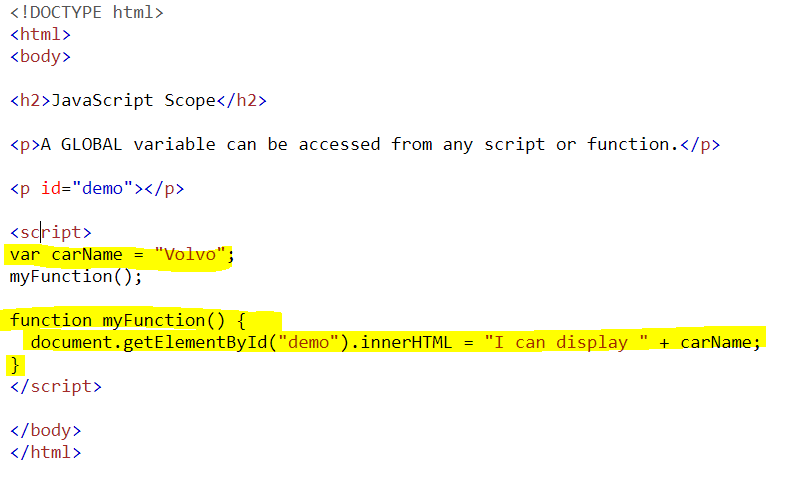 <!DOCTYPE html>
<html>
<body>
<h2>JavaScript Scope</h2>
<p>A GLOBAL variable can be accessed from any script or function.</p>
<p id="demo"></p>
<script>
var carName = "Volvo";
myFunction();
function myFunction() {
  document.getElementById("demo").innerHTML = "I can display " + carName;
}
</script>
</body>
</html>